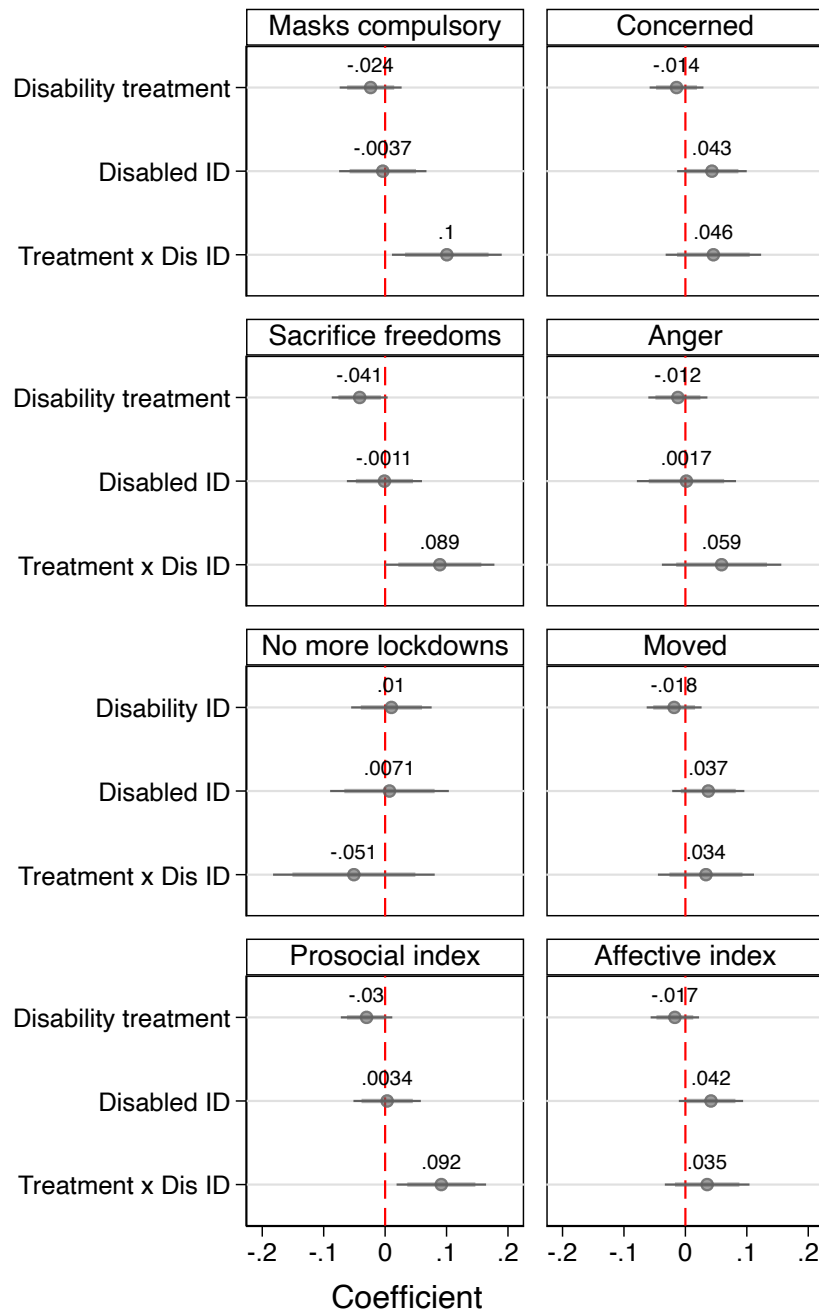 Masks compulsory Concerned
-.024 -.014
Disability treatment
-.0037 .043
Disabled ID
.1 .046
Treatment x Dis ID
Sacrifice freedoms Anger
-.041 -.012
Disability treatment
-.0011 .0017
Disabled ID
.089 .059
Treatment x Dis ID
No more lockdowns Moved
.01 -.018
Disability ID
.0071 .037
Disabled ID
-.051 .034
Treatment x Dis ID
Prosocial index Affective index
-.03 -.017
Disability treatment
.0034 .042
Disabled ID
.092 .035
Treatment x Dis ID
-.2 -.1 0 .1 .2 -.2 -.1 0 .1 .2
Coefficient